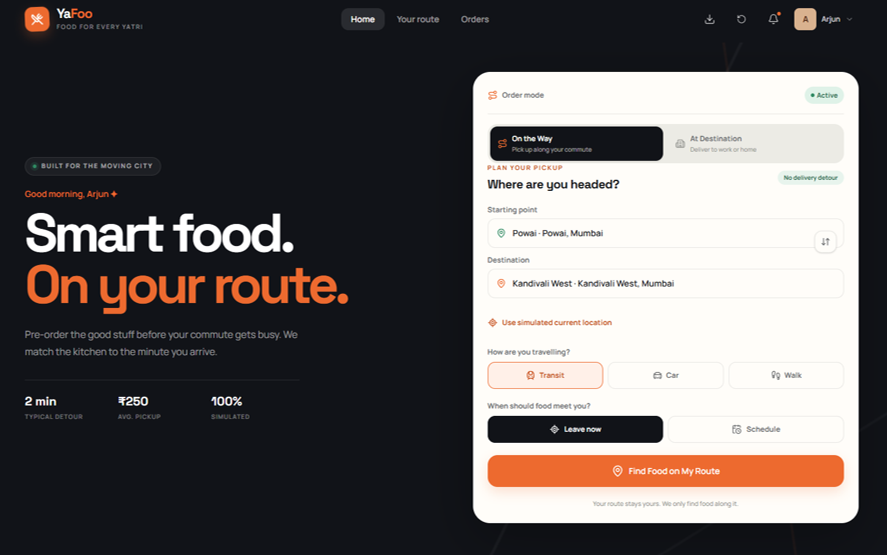 YaFoo
FOOD FOR EVERY YATRI
Home
Your route
Orders
A
Arjun
BUILT FOR THE MOVING CITY
Good morning, Arjun ✦
Smart food.
On your route.
Pre-order the good stuff before your commute gets busy. We
match the kitchen to the minute you arrive.
2 min
TYPICAL DETOUR
₹250
AVG. PICKUP
100%
SIMULATED
Order mode
Active
On the Way
Pick up along your commute
At Destination
Deliver to work or home
PLAN YOUR PICKUP
Where are you headed?
No delivery detour
Starting point
Powai · Powai, Mumbai
Destination
Kandivali West · Kandivali West, Mumbai
Use simulated current location
How are you travelling?
Transit
Car
Walk
When should food meet you?
Leave now
Schedule
Find Food on My Route
Your route stays yours. We only find food along it.